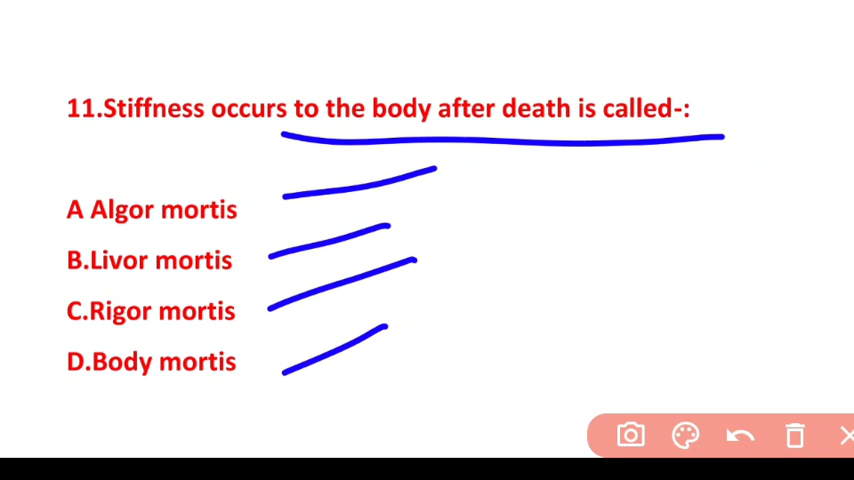 11.Stiffness occurs to the body after death is called-:
A Algor mortis
B.Livor mortis
C.Rigor mortis
D.Body mortis